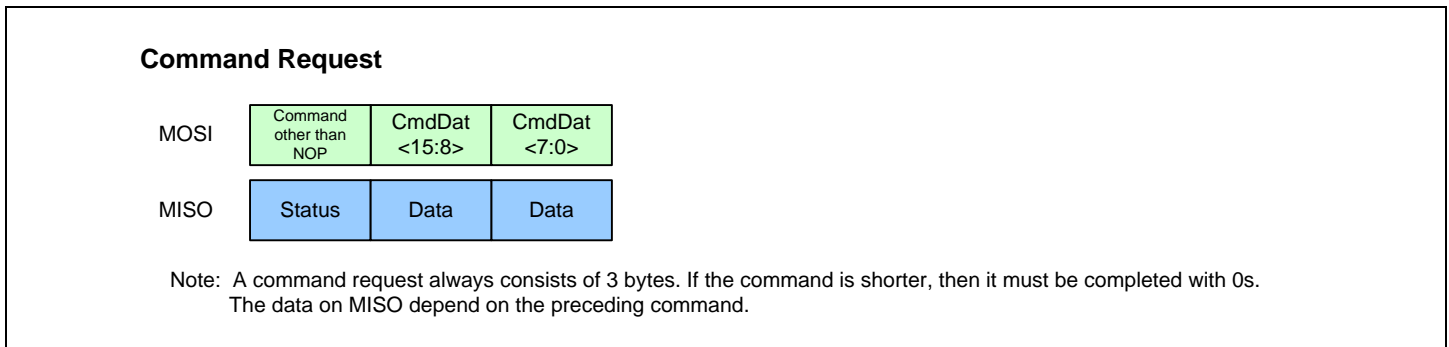 Command Request
MOSI
Command
other than
NOP
CmdDat
<15:8>
CmdDat
<7:0>
MISO
Status
Data
Data
Note: A command request always consists of 3 bytes. If the command is shorter, then it must be completed with 0s.
The data on MISO depend on the preceding command.